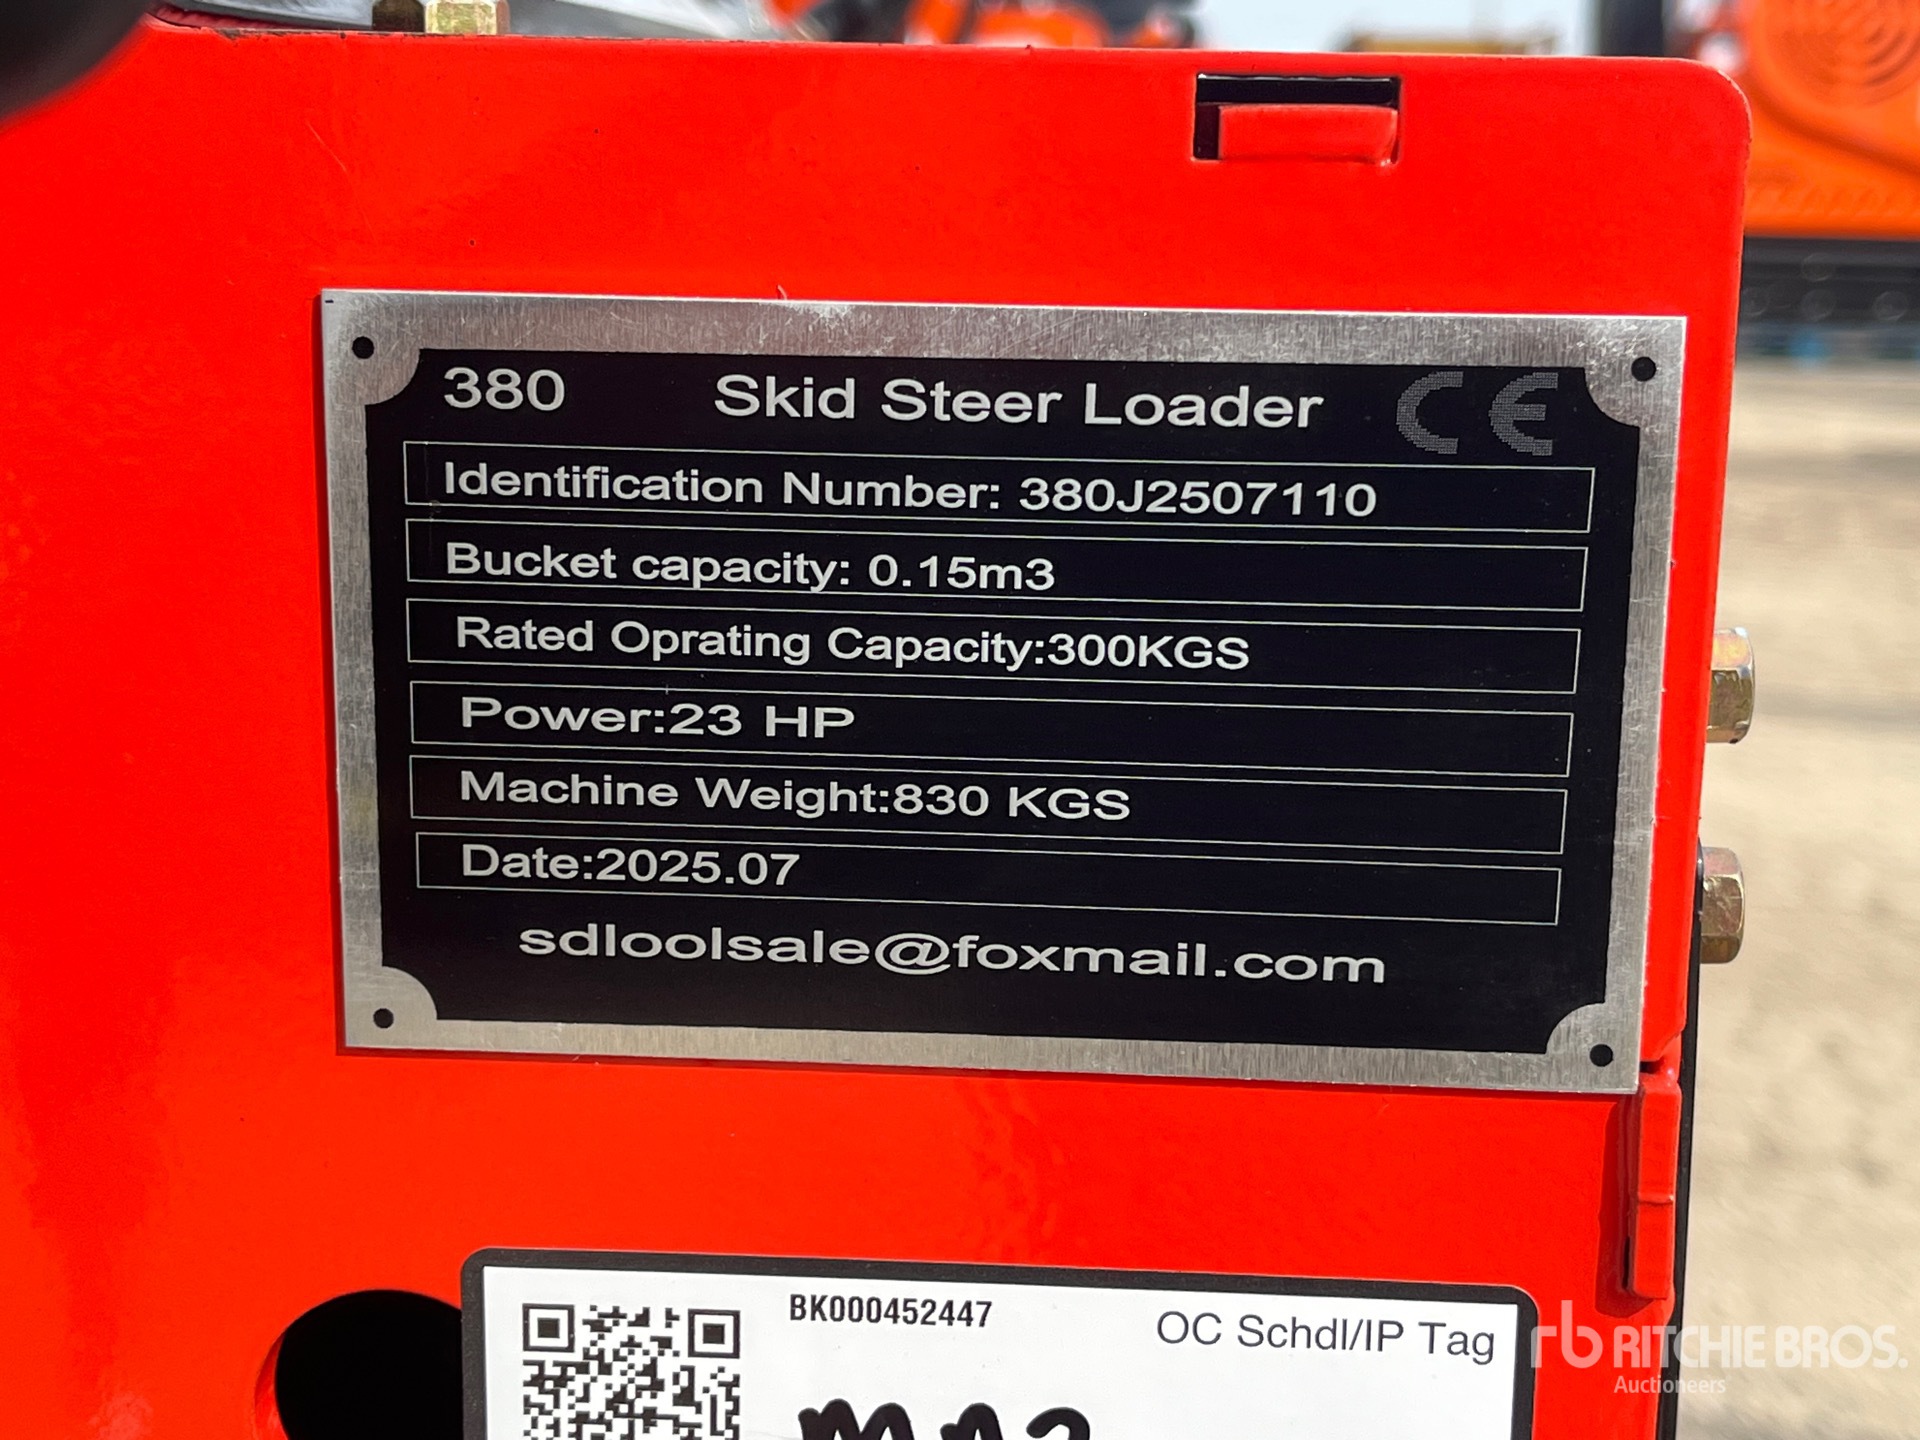 380 Skid Steer Loader CE
Identification Number: 380J2507110
Bucket capacity: 0.15m3
Rated Oprating Capacity:300KGS
Power:23 HP
Machine Weight:830 KGS
Date:2025.07
sdloolsale@foxmail.com
BK000452447 OC Schdl/IP Tag
rb RITCHIE BROS.
Auctioneers